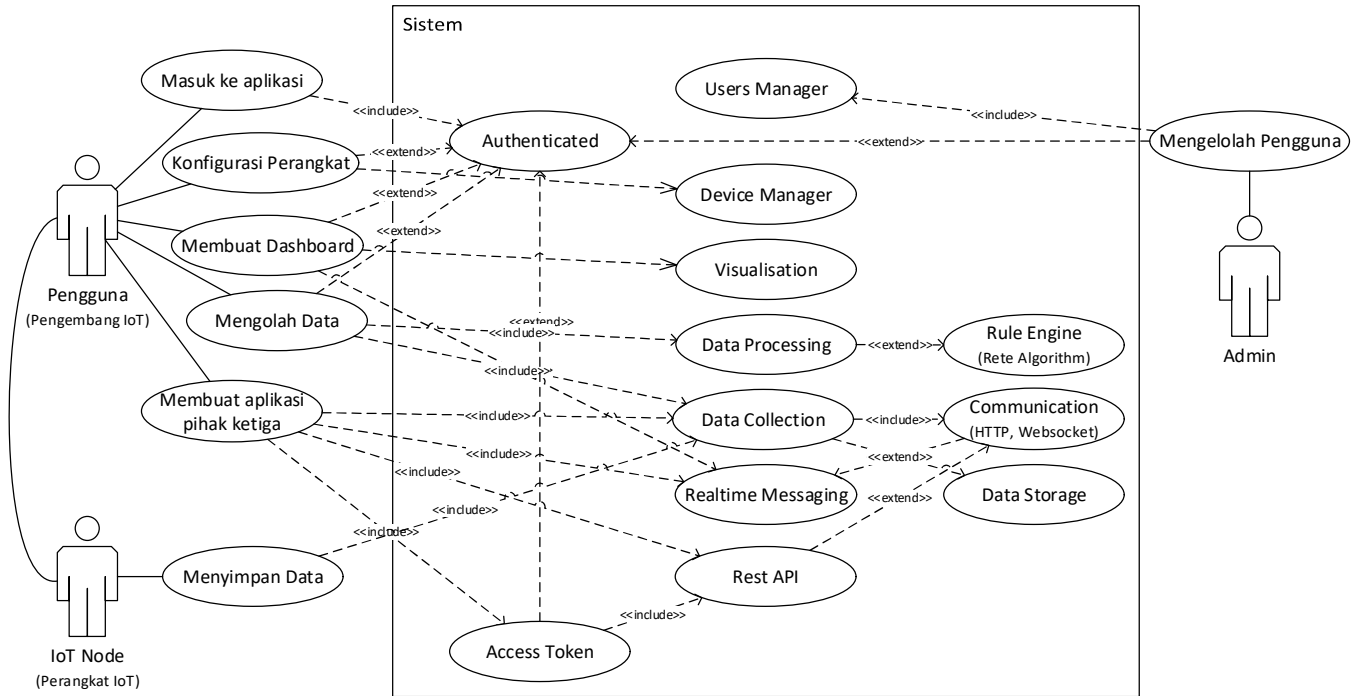 Sistem
Masuk ke aplikasi
Users Manager
<<include>>
<<include>>
Authenticated
<<extend>>
Mengelolah Pengguna
Konfigurasi Perangkat
<<extend>>
Device Manager
<<extend>>
Membuat Dashboard
<<extend>>
Visualisation
Pengguna
(Pengembang IoT)
Mengolah Data
<<extend>>
<<include>>
Data Processing
<<extend>>
Rule Engine
(Rete Algorithm)
Admin
<<include>>
Membuat aplikasi
pihak ketiga
<<include>>
Data Collection
<<include>>
Communication
(HTTP, Websocket)
<<include>>
<<extend>>
<<include>>
Realtime Messaging
<<extend>>
Data Storage
<<include>>
<<include>>
Menyimpan Data
Rest API
<<include>>
Access Token
IoT Node
(Perangkat IoT)